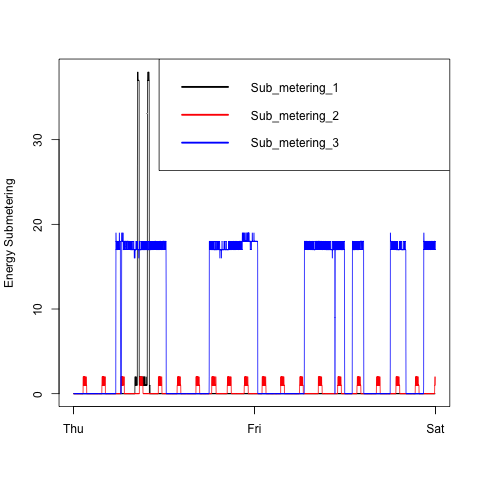 Sub_metering_1
Sub_metering_2
Sub_metering_3
Energy Submetering
30
20
10
0
Thu Fri Sat